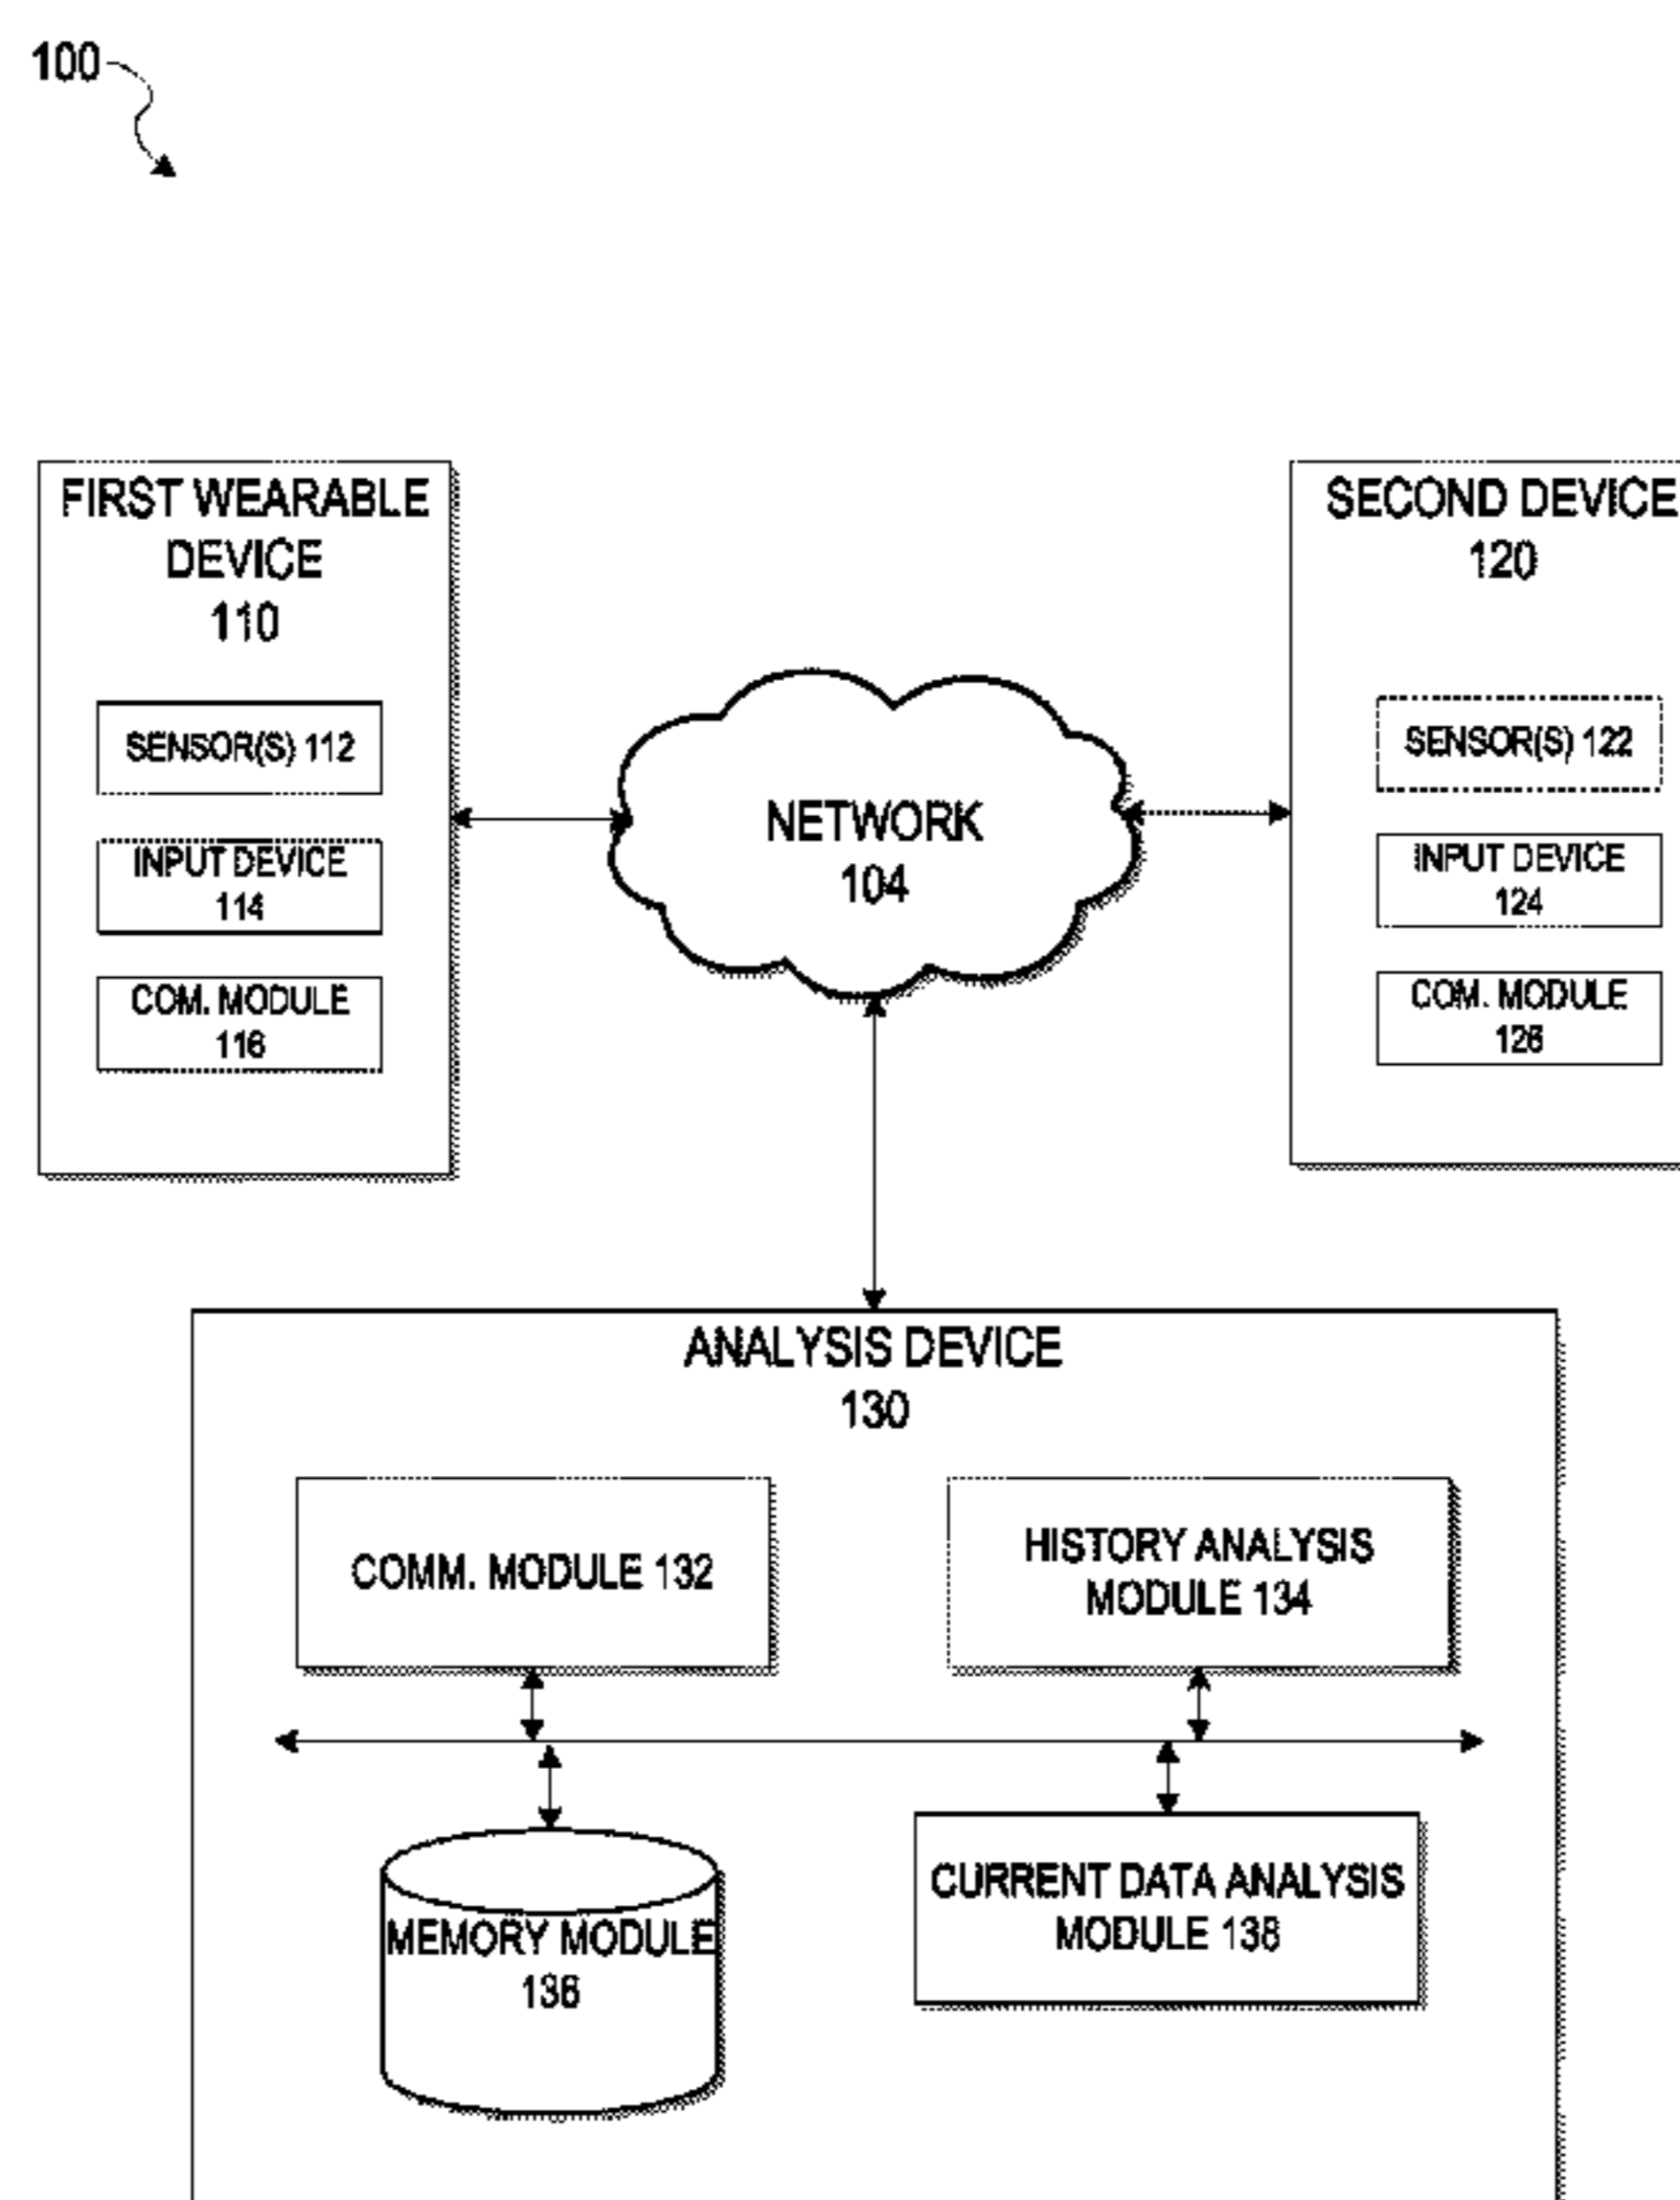 100
FIRST WEARABLE
DEVICE
110
SENSOR(S) 112
INPUT DEVICE
114
COM. MODULE
116
NETWORK
104
SECOND DEVICE
120
SENSOR(S) 122
INPUT DEVICE
124
COM. MODULE
126
ANALYSIS DEVICE
130
COMM. MODULE 132
HISTORY ANALYSIS
MODULE 134
MEMORY MODULE
136
CURRENT DATA ANALYSIS
MODULE 138